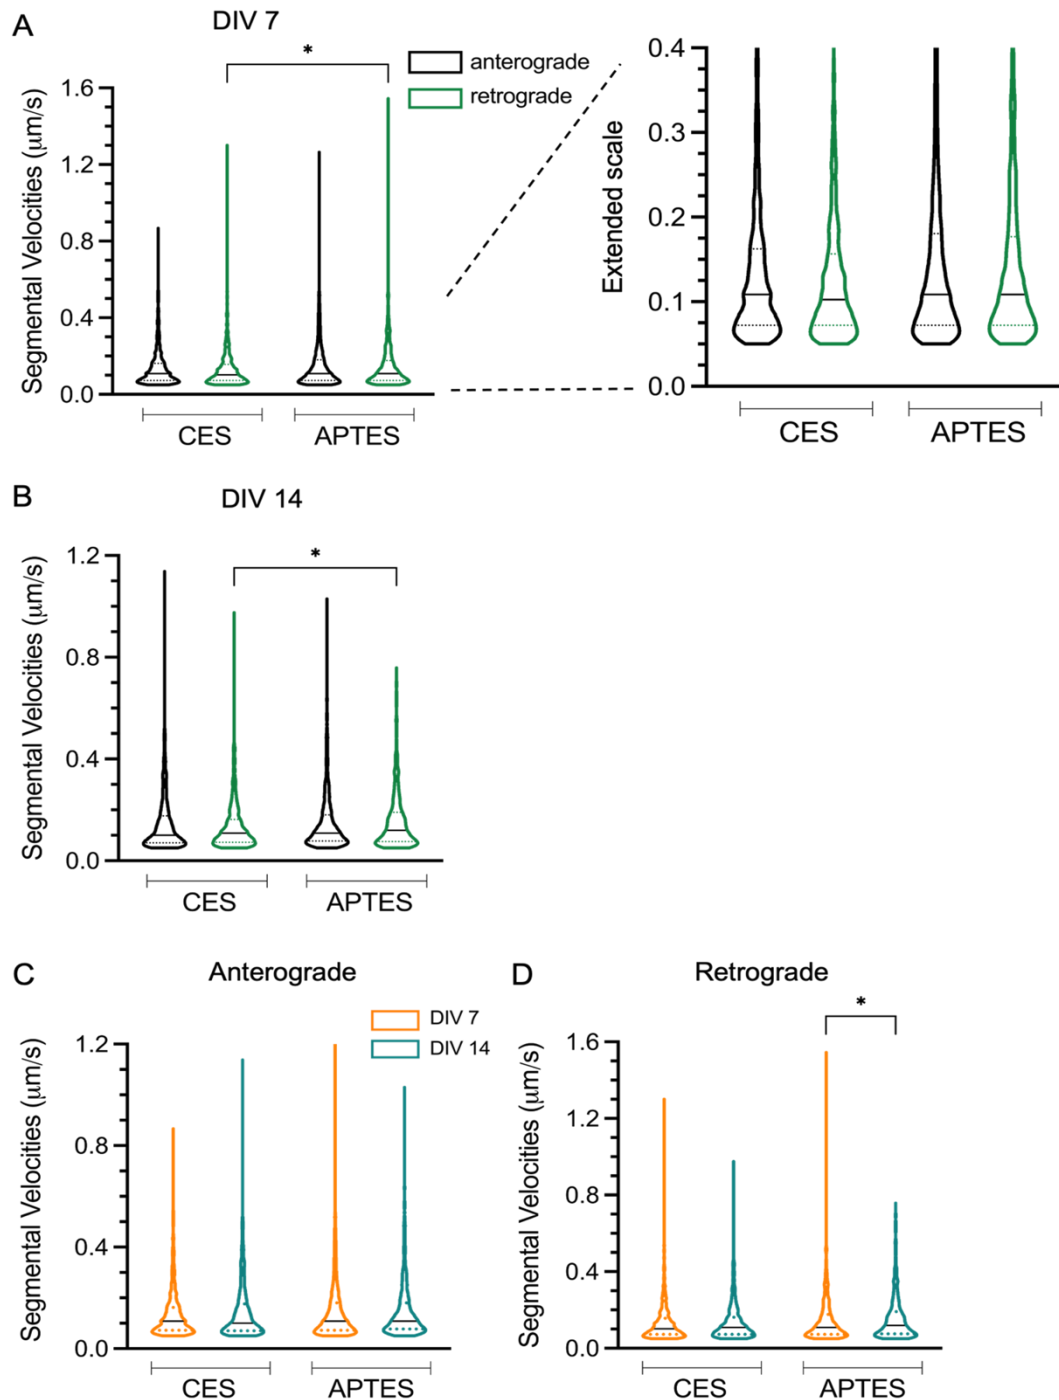 A
DIV 7
*
anterograde
retrograde
Segmental Velocities (μm/s)
1.6
1.2
0.8
0.4
0.0
CES
APTES
Extended scale
0.4
0.3
0.2
0.1
0.0
CES
APTES
B
DIV 14
*
Segmental Velocities (μm/s)
1.2
0.8
0.4
0.0
CES
APTES
C
Anterograde
DIV 7
DIV 14
Segmental Velocities (μm/s)
1.2
0.8
0.4
0.0
CES
APTES
D
Retrograde
*
Segmental Velocities (μm/s)
1.6
1.2
0.8
0.4
0.0
CES
APTES